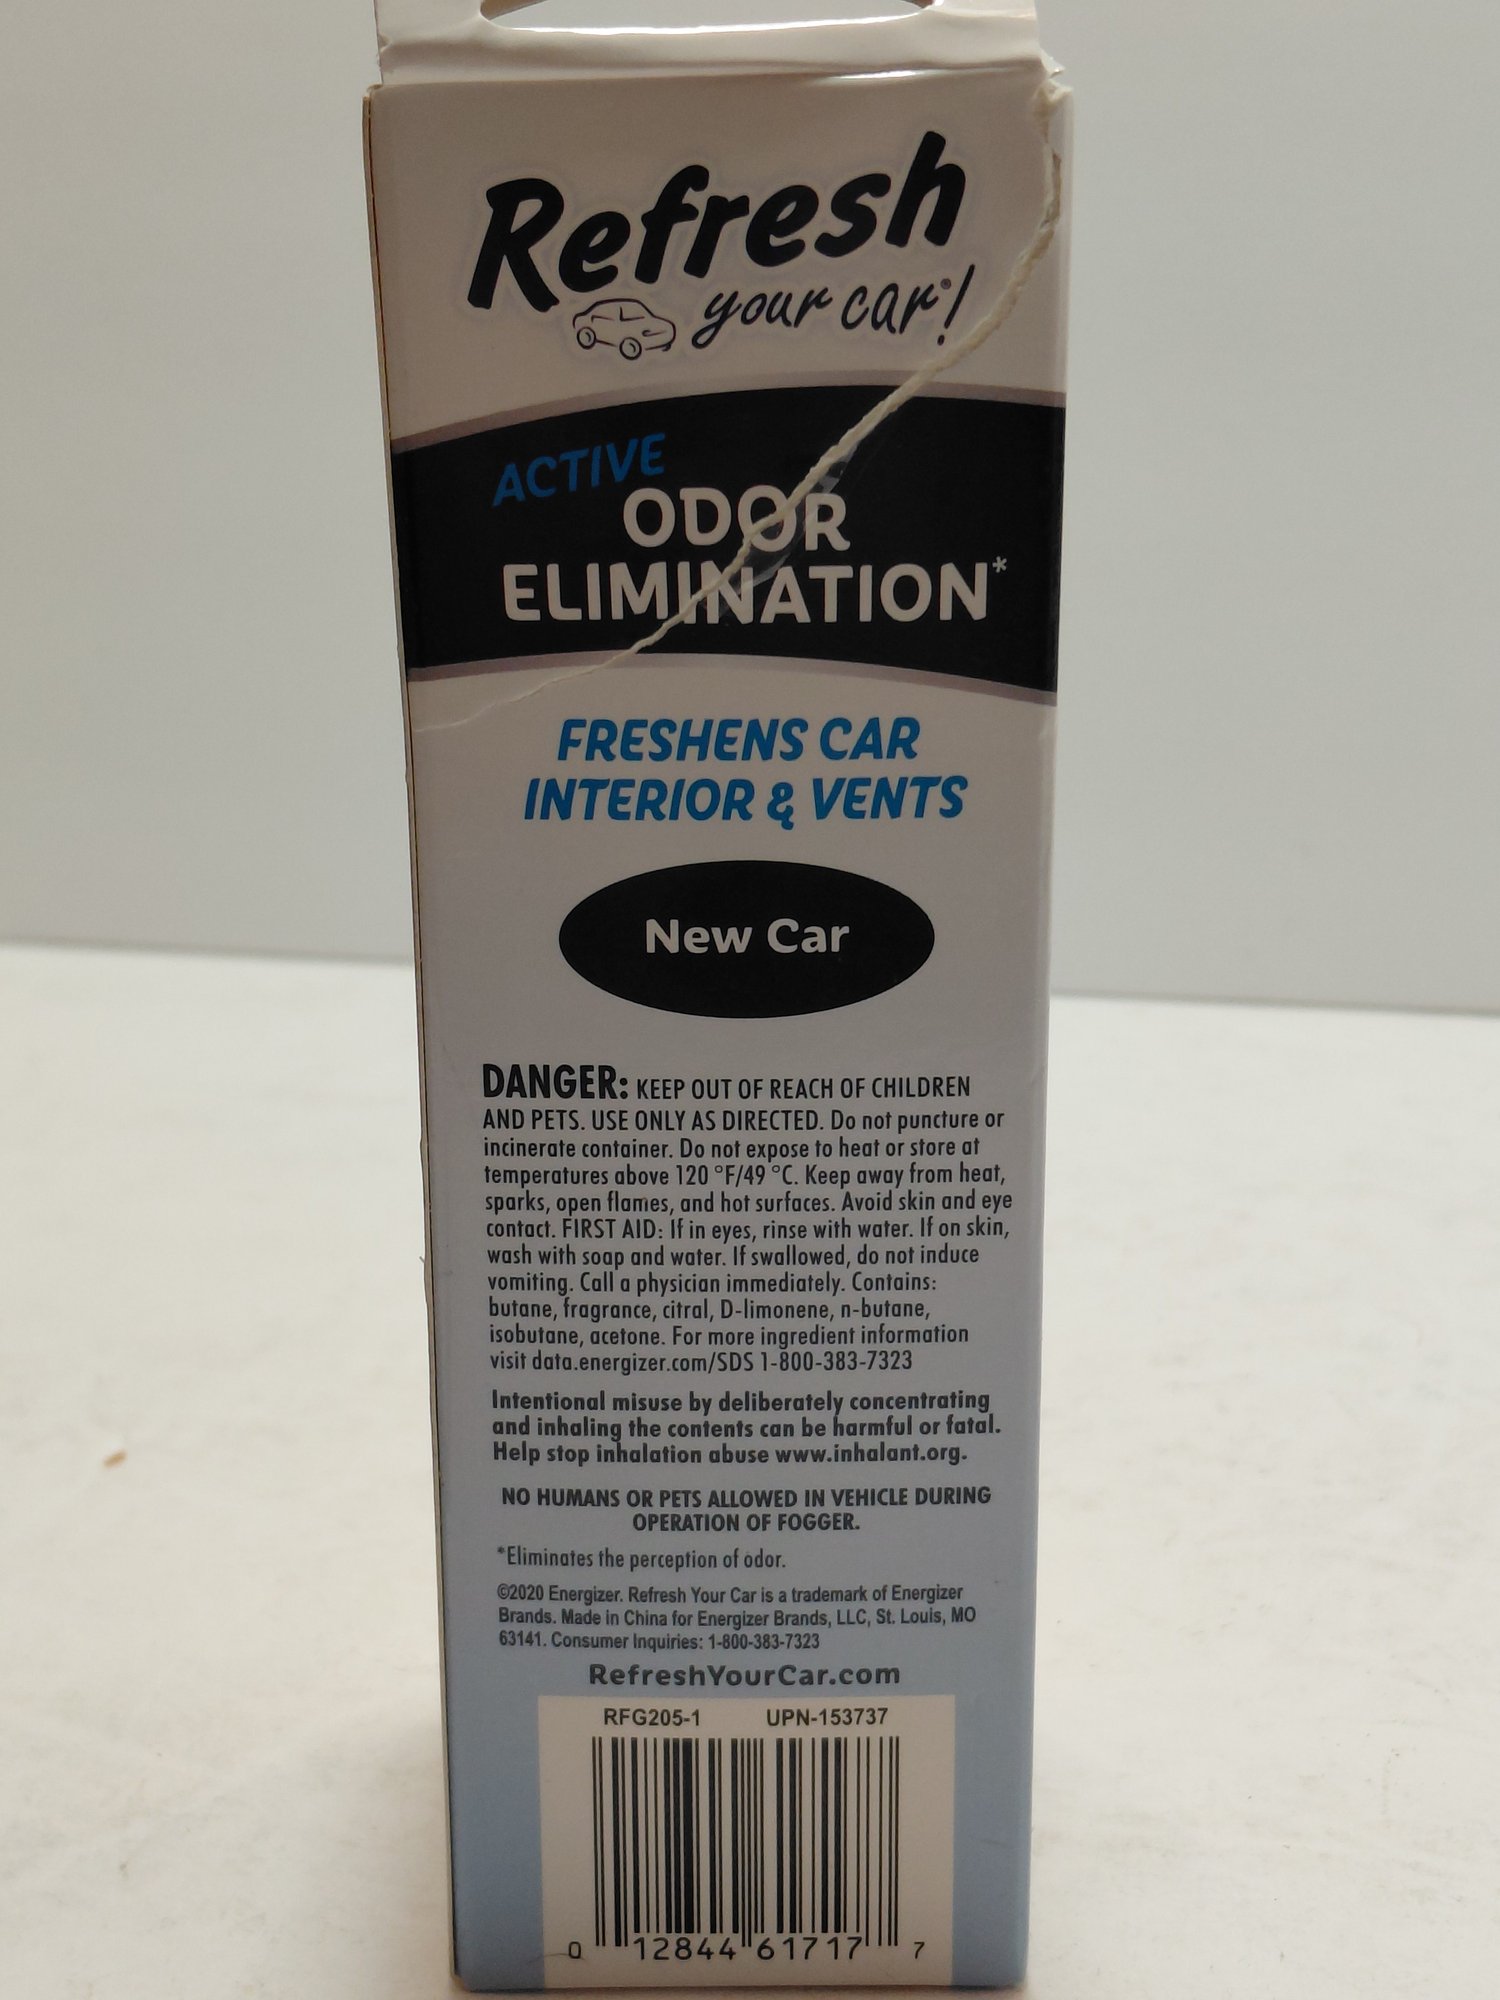 Refresh
your car®!
ACTIVE
ODOR
ELIMINATION*
FRESHENS CAR
INTERIOR & VENTS
New Car
DANGER: KEEP OUT OF REACH OF CHILDREN
AND PETS. USE ONLY AS DIRECTED. Do not puncture or
incinerate container. Do not expose to heat or store at
temperatures above 120 °F/49 °C. Keep away from heat,
sparks, open flames, and hot surfaces. Avoid skin and eye
contact. FIRST AID: If in eyes, rinse with water. If on skin,
wash with soap and water. If swallowed, do not induce
vomiting. Call a physician immediately. Contains:
butane, fragrance, citral, D-limonene, n-butane,
isobutane, acetone. For more ingredient information
visit data.energizer.com/SDS 1-800-383-7323
Intentional misuse by deliberately concentrating
and inhaling the contents can be harmful or fatal.
Help stop inhalation abuse www.inhalant.org.
NO HUMANS OR PETS ALLOWED IN VEHICLE DURING
OPERATION OF FOGGER.
*Eliminates the perception of odor.
©2020 Energizer. Refresh Your Car is a trademark of Energizer
Brands. Made in China for Energizer Brands, LLC, St. Louis, MO
63141. Consumer Inquiries: 1-800-383-7323
RefreshYourCar.com
RFG205-1 UPN-153737
0 12844 61717 7